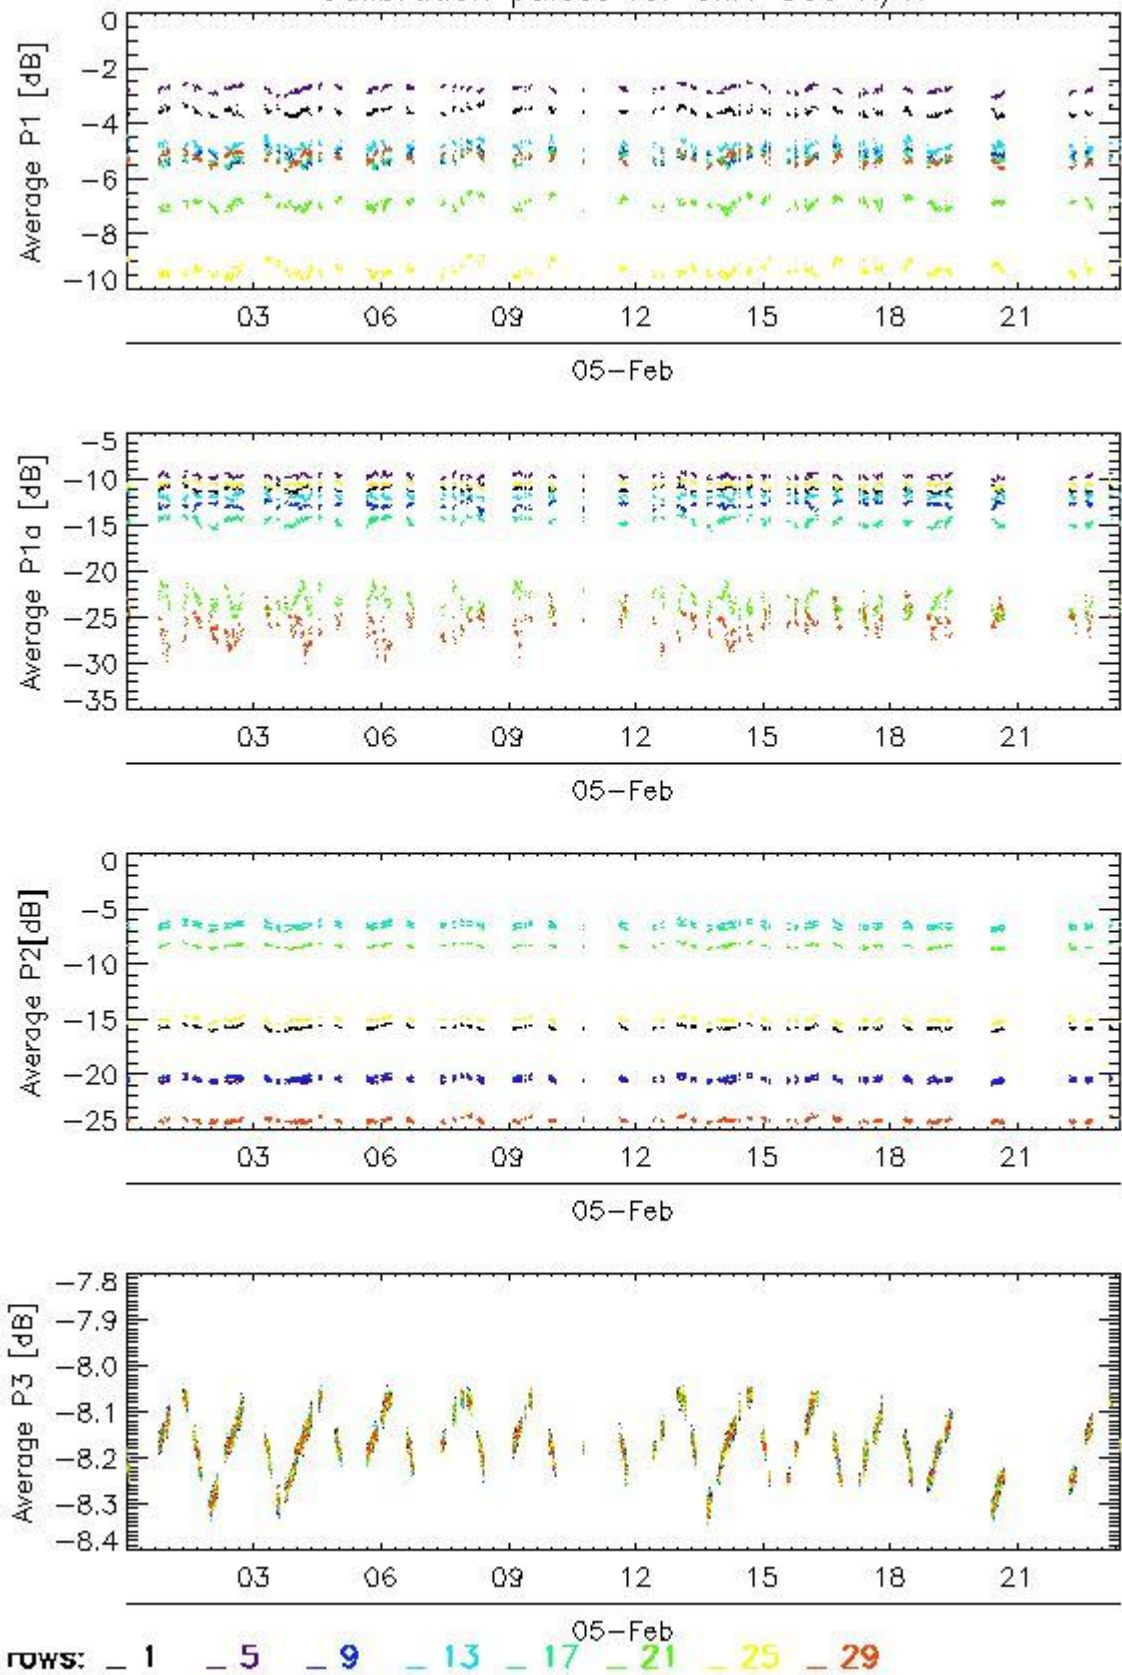 Average P1 [dB]
0
-2
-4
-6
-8
-10
03 06 09 12 15 18 21
05-Feb
Average P1a [dB]
-5
-10
-15
-20
-25
-30
-35
03 06 09 12 15 18 21
05-Feb
Average P2[dB]
0
-5
-10
-15
-20
-25
03 06 09 12 15 18 21
05-Feb
Average P3 [dB]
-7.8
-7.9
-8.0
-8.1
-8.2
-8.3
-8.4
03 06 09 12 15 18 21
05-Feb
rows: _ 1 _ 5 _ 9 _ 13 _ 17 _ 21 _ 25 _ 29